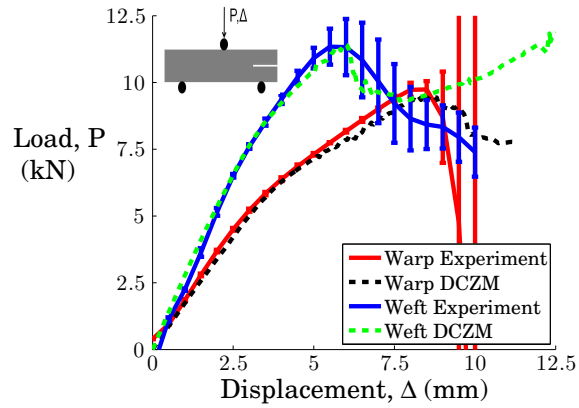 12.5
P,Δ
10
7.5
Load, P
(kN)
5
2.5
0
Warp Experiment
Warp DCZM
Weft Experiment
Weft DCZM
0 2.5 5 7.5 10 12.5
Displacement, Δ (mm)